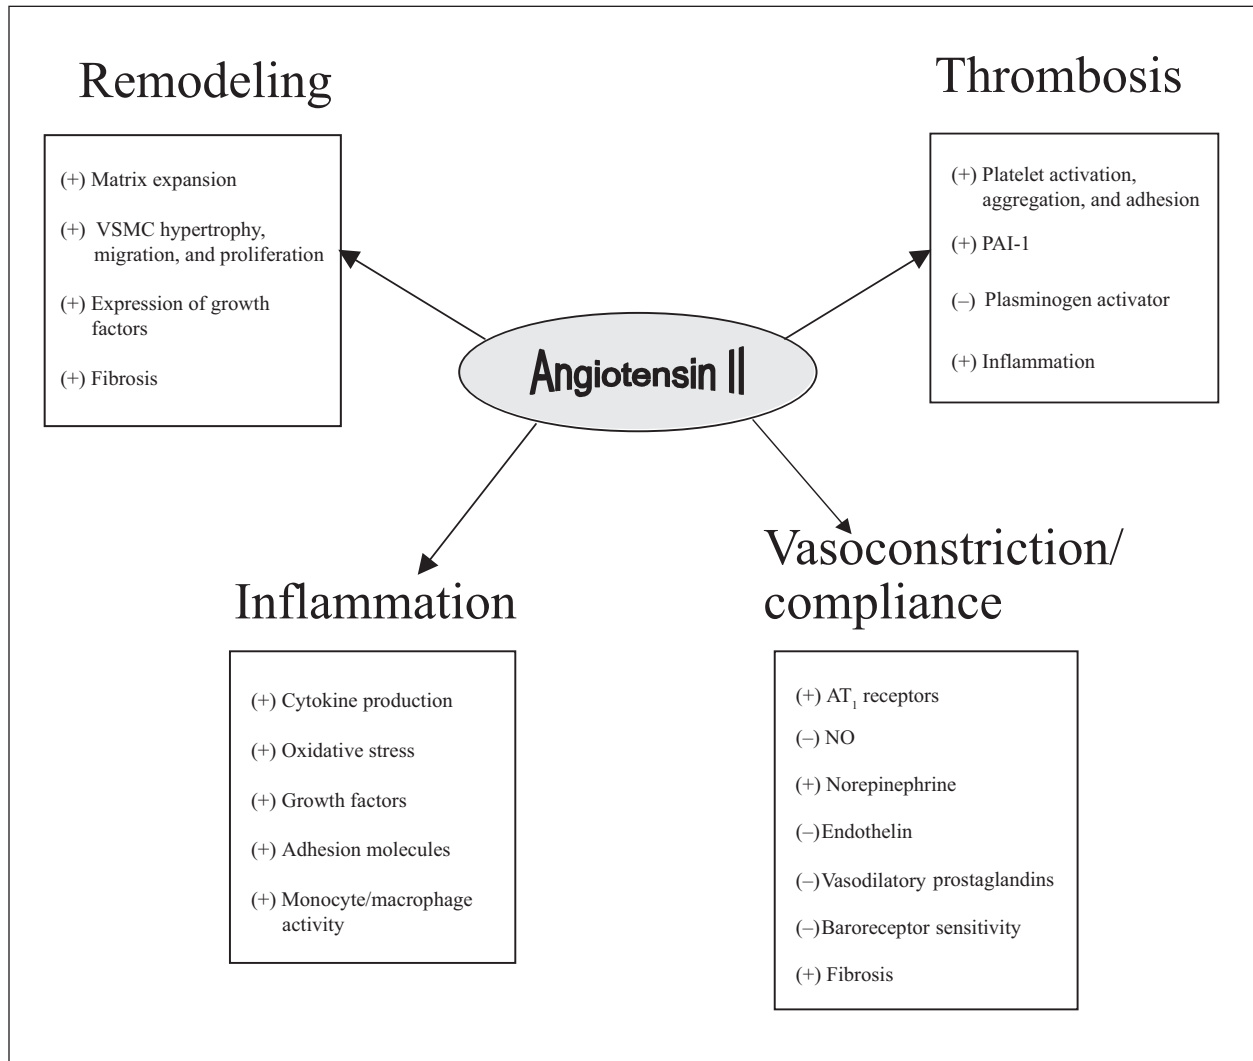 Remodeling
(+) Matrix expansion
(+) VSMC hypertrophy,
migration, and proliferation
(+) Expression of growth
factors
(+) Fibrosis
Thrombosis
(+) Platelet activation,
aggregation, and adhesion
(+) PAI-1
(–) Plasminogen activator
(+) Inflammation
Angiotensin II
Inflammation
(+) Cytokine production
(+) Oxidative stress
(+) Growth factors
(+) Adhesion molecules
(+) Monocyte/macrophage
activity
Vasoconstriction/
compliance
(+) AT₁ receptors
(–) NO
(+) Norepinephrine
(–)Endothelin
(–)Vasodilatory prostaglandins
(–)Baroreceptor sensitivity
(+) Fibrosis